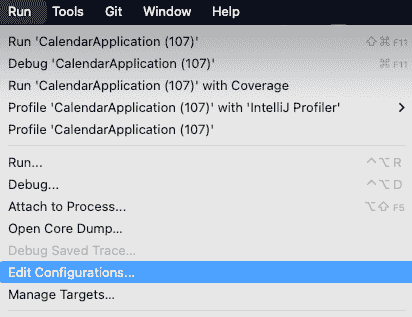 Run Tools Git Window Help
Run 'CalendarApplication (107)' ⇧⌘F11
Debug 'CalendarApplication (107)' ⌘F11
Run 'CalendarApplication (107)' with Coverage
Profile 'CalendarApplication (107)' with 'IntelliJ Profiler'
Profile 'CalendarApplication (107)'
Run... ^⌥R
Debug... ^⌥D
Attach to Process... ⌥⇧F5
Open Core Dump...
Debug Saved Trace...
Edit Configurations...
Manage Targets...